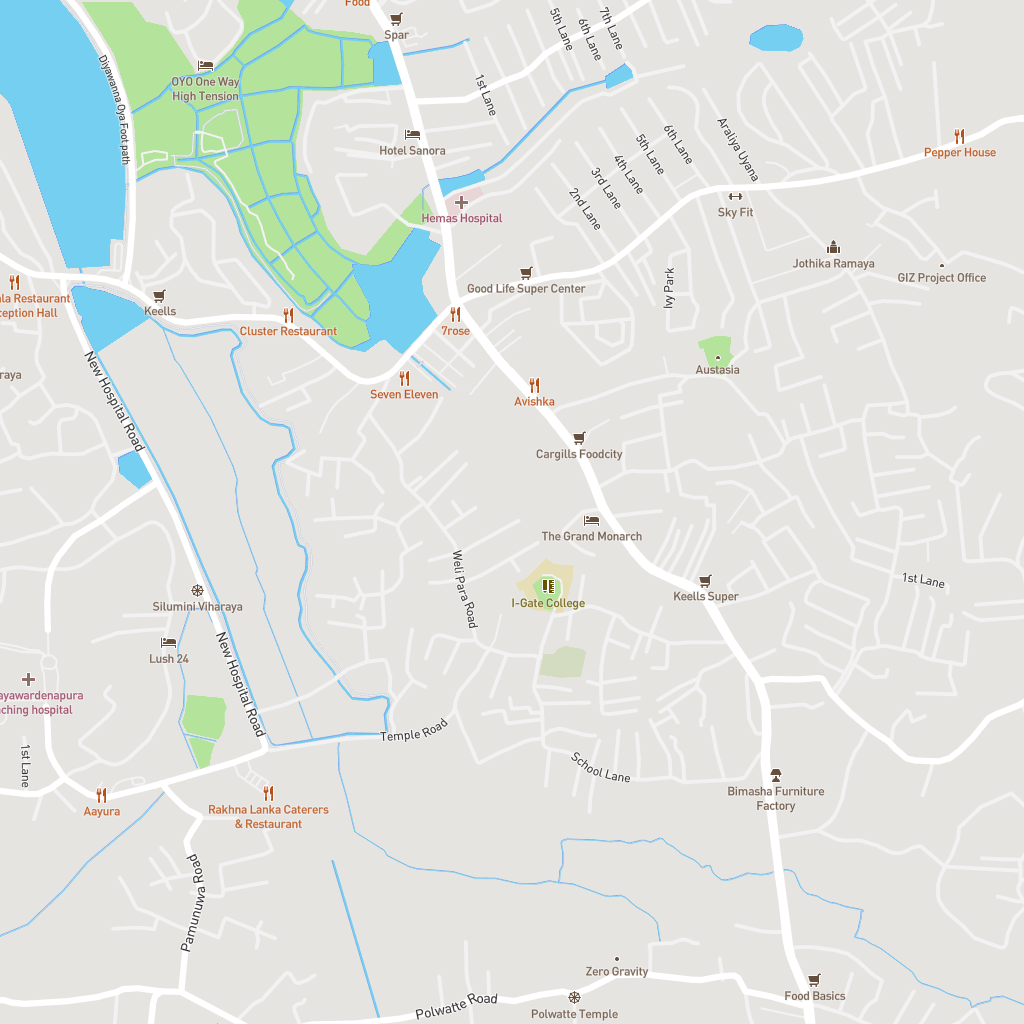 Food
Spar
5th Lane
6th Lane
7th Lane
OYO One Way
High Tension
Diyawanna Oya Foot path
1st Lane
Hotel Sanora
Araliya Uyana
6th Lane
5th Lane
4th Lane
3rd Lane
2nd Lane
Pepper House
Hemas Hospital
Sky Fit
Jothika Ramaya
GIZ Project Office
Good Life Super Center
Ivy Park
Restaurant
Hall
Keells
Cluster Restaurant
7rose
Austasia
New Hospital Road
Seven Eleven
Avishka
Cargills Foodcity
The Grand Monarch
Weli Para Road
1st Lane
I-Gate College
Keells Super
Silumini Viharaya
Lush 24
New Hospital Road
hospital
Temple Road
1st Lane
School Lane
Bimasha Furniture
Factory
Aayura
Rakhna Lanka Caterers
& Restaurant
Pamunuwa Road
Zero Gravity
Polwatte Road
Polwatte Temple
Food Basics